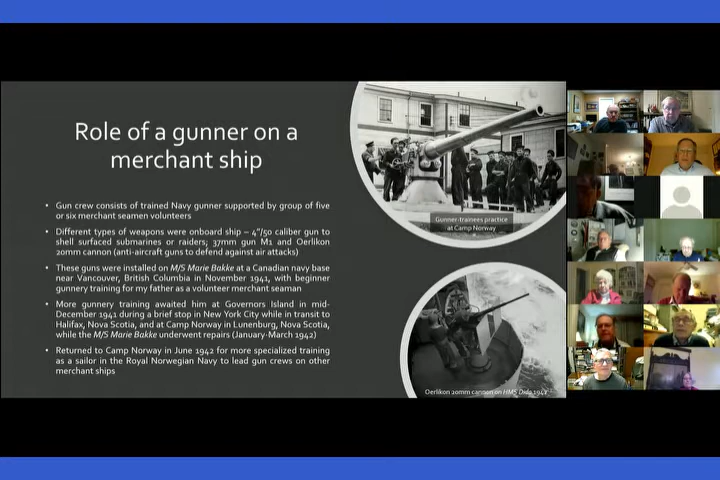 Role of a gunner on a
merchant ship
• Gun crew consists of trained Navy gunner supported by group of five
or six merchant seamen volunteers
• Different types of weapons were onboard ship – 4"/50 caliber gun to
shell surfaced submarines or raiders; 37mm gun M1 and Oerlikon
20mm (anti-aircraft guns to defend against air attacks)
• These guns were installed on M/S Marie Bakke at a Canadian navy base
near Vancouver, British Columbia in November 1941, with beginner
gunnery training for my father as a volunteer merchant seaman
• More gunnery training awaited him at Governors Island in mid-
December 1941 during a brief stop in New York City while in transit to
Halifax, Nova Scotia, and at Camp Norway in Lunenburg, Nova Scotia,
while the M/S Marie Bakke underwent repairs (January-March 1942)
• Returned to Camp Norway in June 1942 for more specialized training
as a sailor in the Royal Norwegian Navy to lead gun crews on other
merchant ships
Gunner trainees practice
at Camp Norway
Oerlikon 20mm cannon on HMS Dido 1942